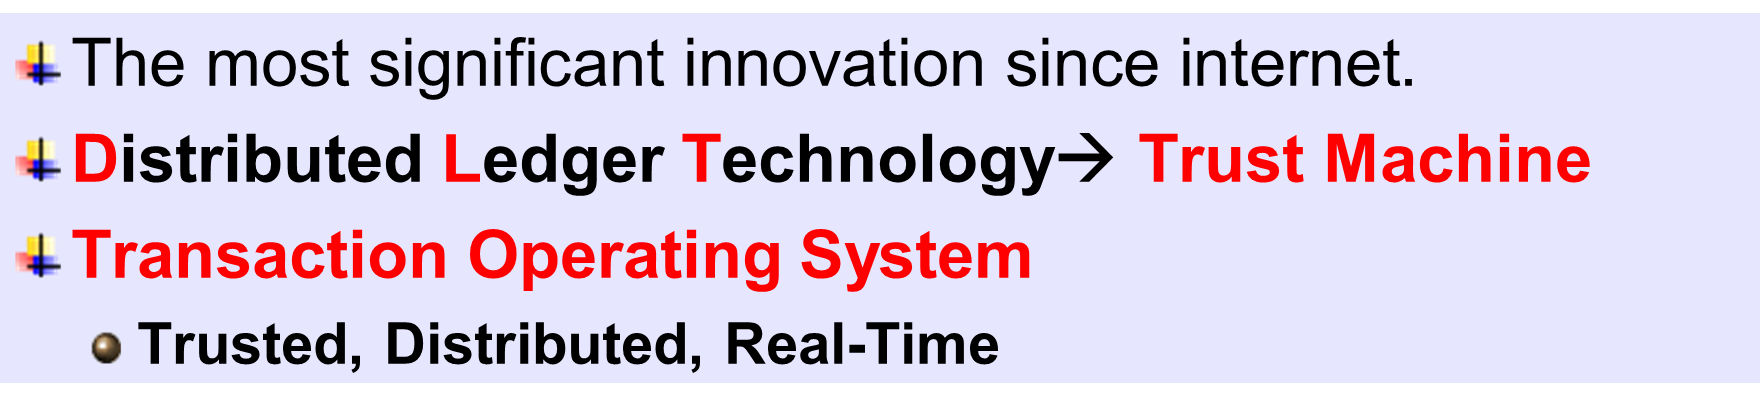 The most significant innovation since internet.
Distributed Ledger Technology→ Trust Machine
Transaction Operating System
Trusted, Distributed, Real-Time